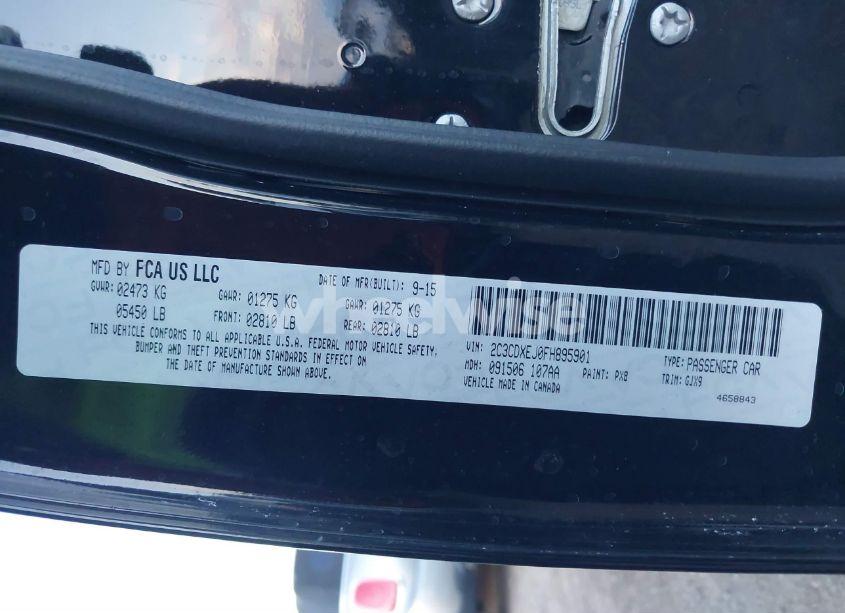 MFD BY FCA US LLC
DATE OF MFR(BUILT): 9-15
GVWR: 02473 KG GAWR: 01275 KG GAWR: 01275 KG
05450 LB FRONT: 02810 LB REAR: 02810 LB
THIS VEHICLE CONFORMS TO ALL APPLICABLE U.S.A. FEDERAL MOTOR VEHICLE SAFETY,
BUMPER AND THEFT PREVENTION STANDARDS IN EFFECT ON
THE DATE OF MANUFACTURE SHOWN ABOVE.
VIN: 2C3CDXEJ0FH895901 TYPE: PASSENGER CAR
MDH: 091506 107AA PAINT: PX8 TRIM: GJX9
VEHICLE MADE IN CANADA 4658843
wheelwise